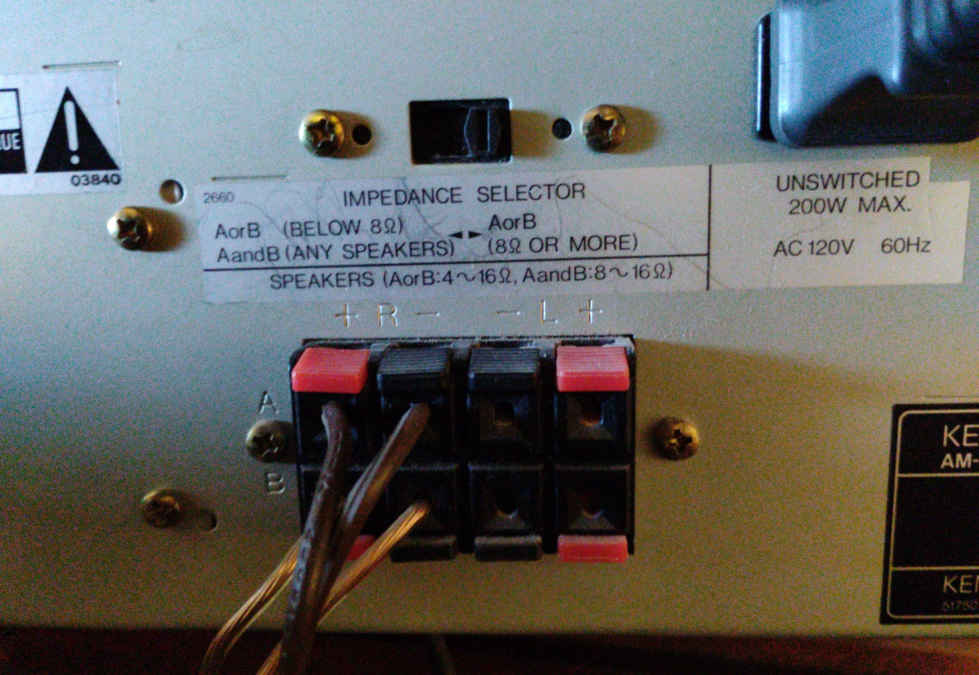 UE
03840
2660
IMPEDANCE SELECTOR
AorB (BELOW 8Ω) ◄► AorB
AandB (ANY SPEAKERS) (8Ω OR MORE)
SPEAKERS (AorB:4~16Ω, AandB:8~16Ω)
UNSWITCHED
200W MAX.
AC 120V 60Hz
+ R - - L +
A
B
KE
AM-
KE